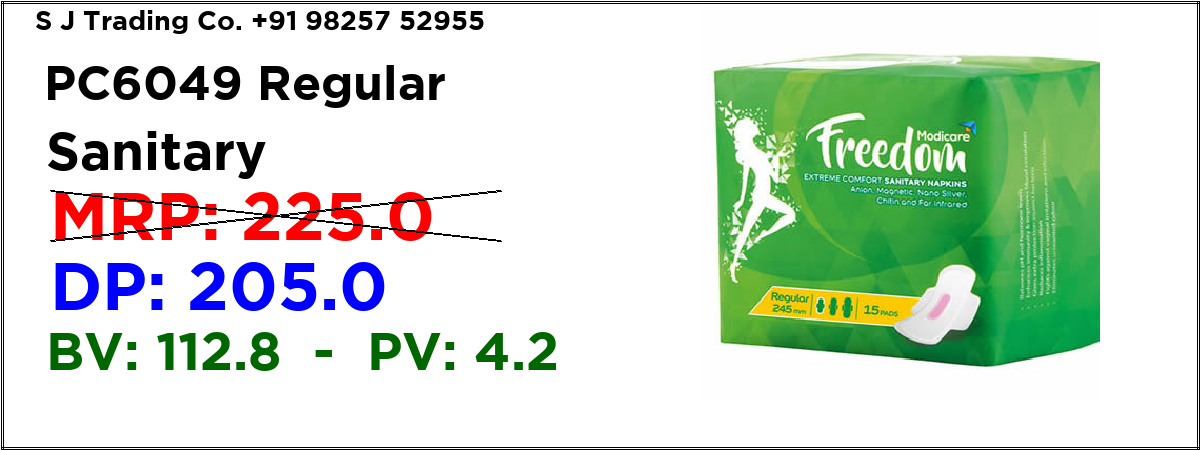 S J Trading Co. +91 98257 52955
PC6049 Regular
Sanitary
MRP: 225.0
DP: 205.0
BV: 112.8 - PV: 4.2
Modicare
Freedom
EXTREME COMFORT SANITARY NAPKINS
Anion, Magnetic, Nano Silver,
Chitin and Far Infrared
Regular
245 mm
15 PADS